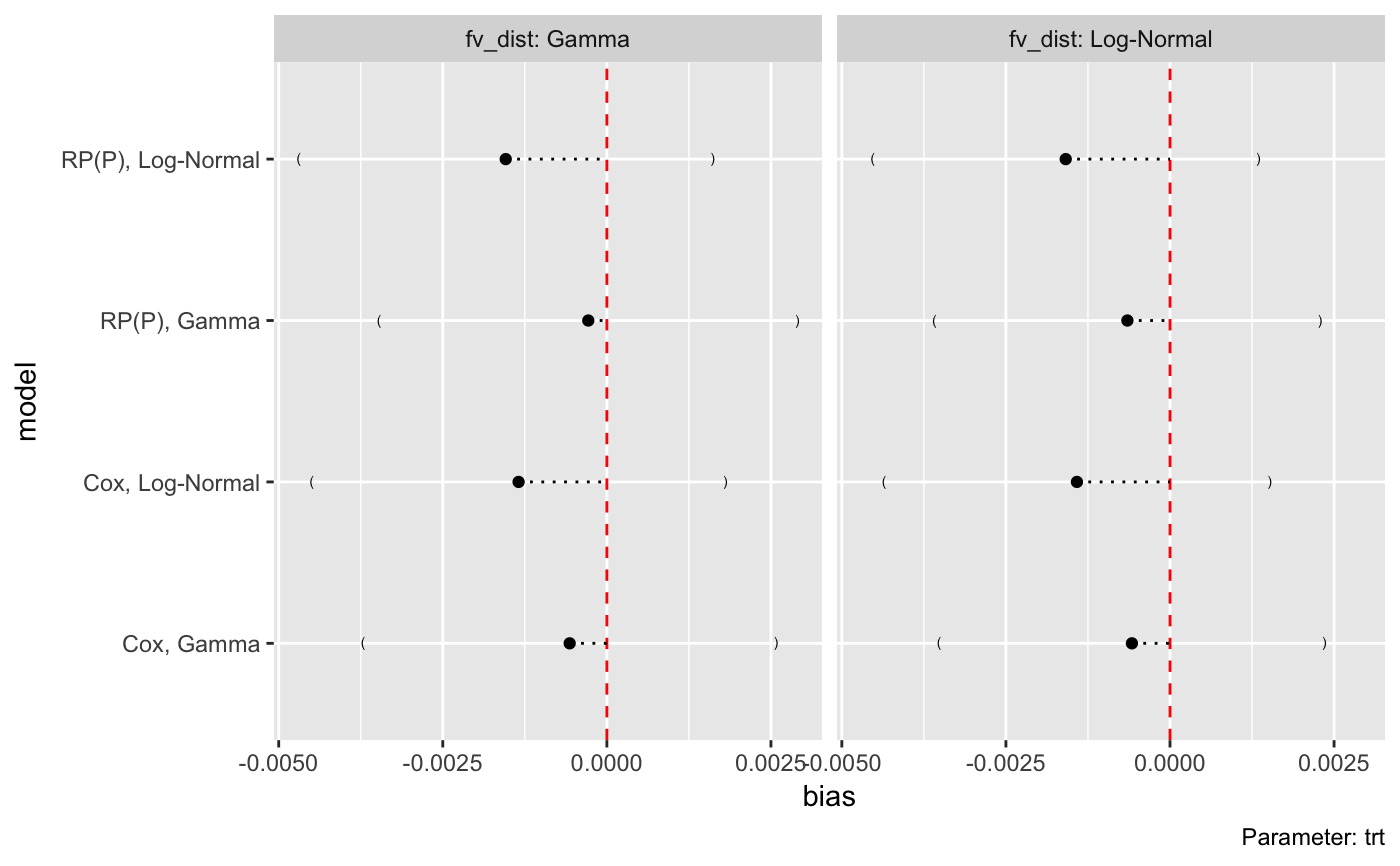 fv_dist: Gamma
fv_dist: Log-Normal
RP(P), Log-Normal
( )
( )
RP(P), Gamma
( )
( )
model
Cox, Log-Normal
( )
( )
Cox, Gamma
( )
( )
-0.0050 -0.0025 0.0000 0.0025
-0.0050 -0.0025 0.0000 0.0025
bias
Parameter: trt